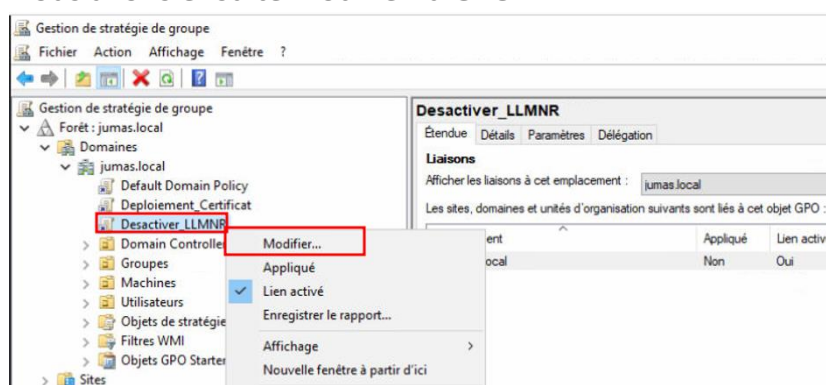 Gestion de stratégie de groupe
Fichier Action Affichage Fenêtre ?
Gestion de stratégie de groupe
Forêt : jumas.local
Domaines
jumas.local
Default Domain Policy
Deploiement_Certificat
Desactiver_LLMNR
Domain Controller
Groupes
Machines
Utilisateurs
Objets de stratégie
Filtres WMI
Objets GPO Starter
Sites
Modifier...
Appliqué
Lien activé
Enregistrer le rapport...
Affichage
Nouvelle fenêtre à partir d'ici
Desactiver_LLMNR
Étendue Détails Paramètres Délégation
Liaisons
Afficher les liaisons à cet emplacement : jumas.local
Les sites, domaines et unités d'organisation suivants sont liés à cet objet GPO :
ent Appliqué Lien activ
ocal Non Oui